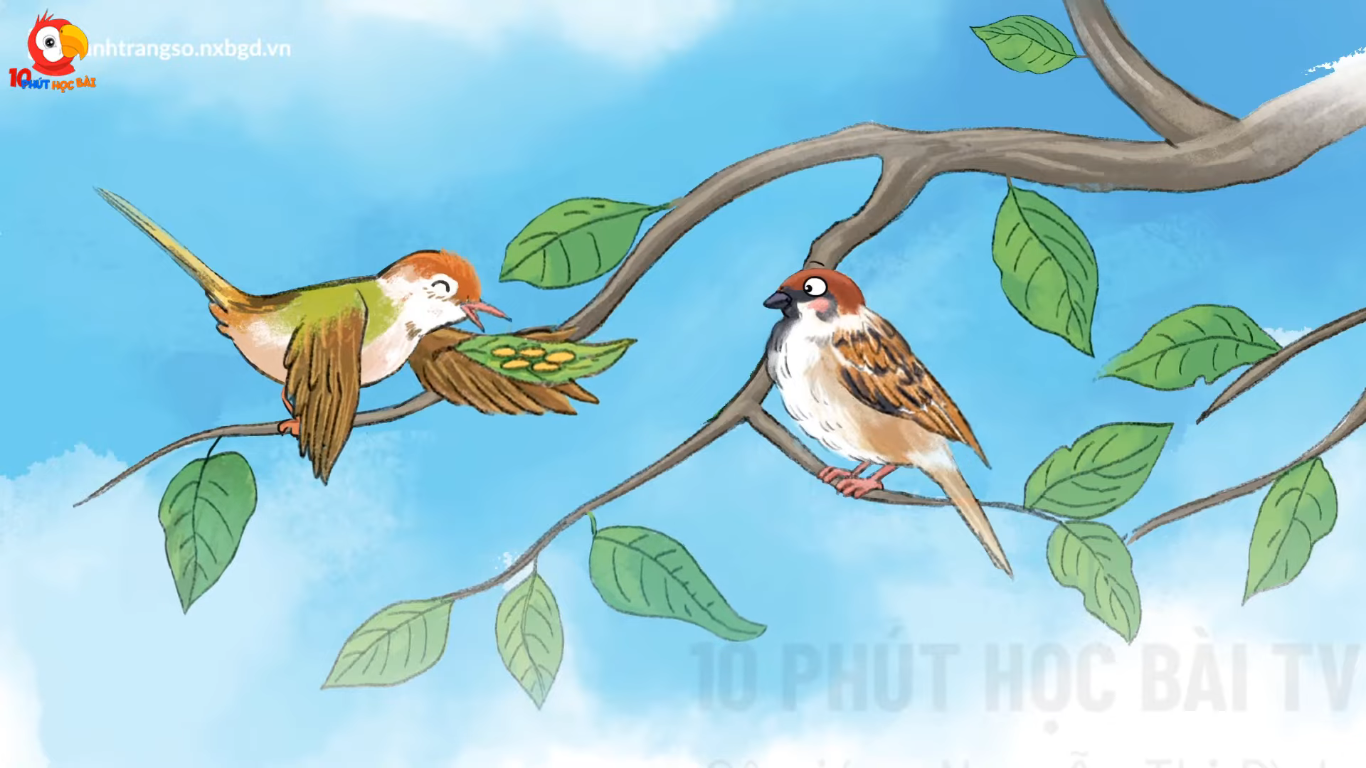 nhtrangso.nxbgd.vn
10
PHÚT HỌC BÀI
10 PHÚT HỌC BÀI TV